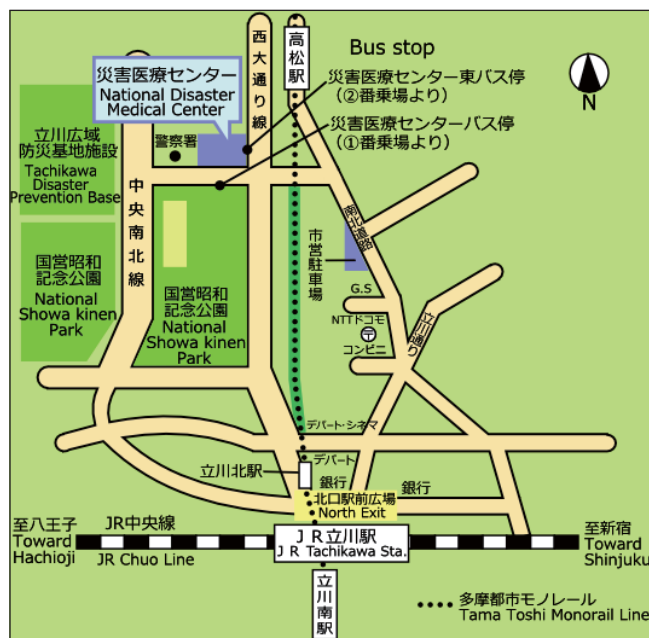 西大通り線
高松駅
Bus stop
災害医療センター
National Disaster
Medical Center
災害医療センター東バス停
（②番乗場より）
災害医療センターバス停
（①番乗場より）
N
立川広域
防災基地施設
Tachikawa
Disaster
Prevention Base
警察署
中央南北線
南北道路
市営駐車場
国営昭和
記念公園
National
Showa kinen
Park
国営昭和
記念公園
National
Showa kinen
Park
G.S
NTTドコモ
〒
コンビニ
立川通り
デパート・シネマ
デパート
立川北駅
銀行
銀行
北口駅前広場
North Exit
至八王子
Toward
Hachioji
JR中央線
JR Chuo Line
ＪＲ立川駅
J R Tachikawa Sta.
至新宿
Toward
Shinjuku
立川南駅
多摩都市モノレール
Tama Toshi Monorail Line